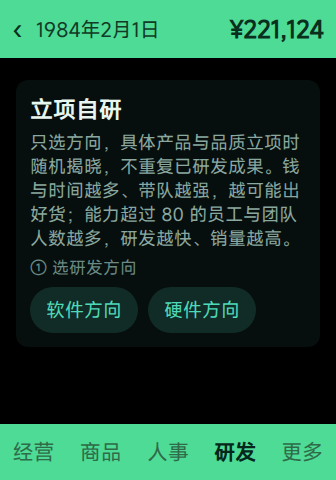 ‹ 1984年2月1日 ¥221,124
立项自研
只选方向，具体产品与品质立项时
随机揭晓，不重复已研发成果。钱
与时间越多、带队越强，越可能出
好货；能力超过 80 的员工与团队
人数越多，研发越快、销量越高。
① 选研发方向
软件方向 硬件方向
经营 商品 人事 研发 更多